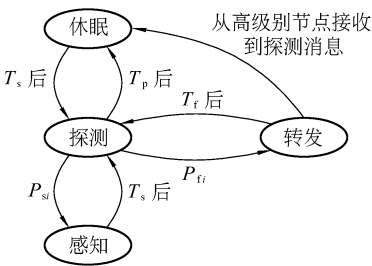 休眠
从高级别节点接收
到探测消息
Ts 后
Tp 后
Tf 后
探测
转发
Psi
Ts 后
Pfi
感知